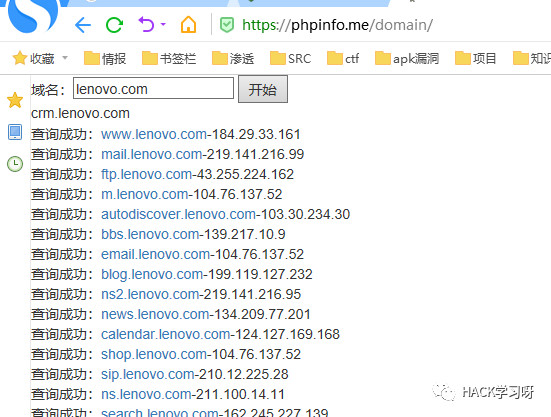 https://phpinfo.me/domain/
收藏 情报 书签栏 渗透 SRC ctf apk漏洞 项目 知识
域名： lenovo.com 开始
crm.lenovo.com
查询成功：www.lenovo.com-184.29.33.161
查询成功：mail.lenovo.com-219.141.216.99
查询成功：ftp.lenovo.com-43.255.224.162
查询成功：m.lenovo.com-104.76.137.52
查询成功：autodiscover.lenovo.com-103.30.234.30
查询成功：bbs.lenovo.com-139.217.10.9
查询成功：email.lenovo.com-104.76.137.52
查询成功：blog.lenovo.com-199.119.127.232
查询成功：ns2.lenovo.com-219.141.216.95
查询成功：news.lenovo.com-134.209.77.201
查询成功：calendar.lenovo.com-124.127.169.168
查询成功：shop.lenovo.com-104.76.137.52
查询成功：sip.lenovo.com-210.12.225.28
查询成功：ns.lenovo.com-211.100.14.11
查询成功：search.lenovo.com-162.245.227.139
HACK学习呀